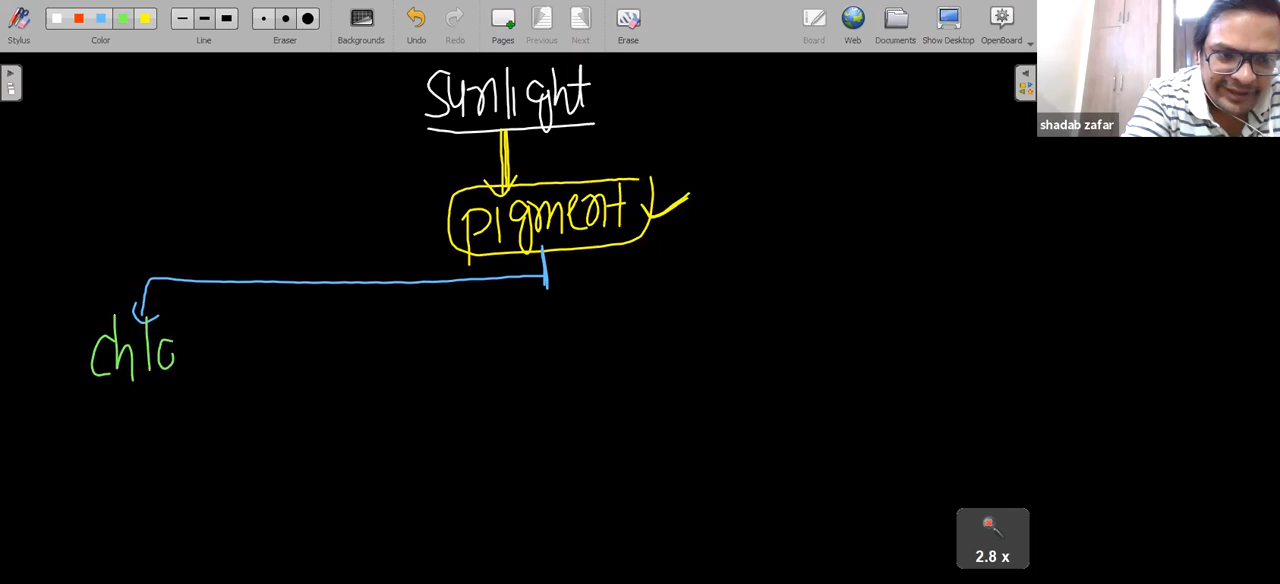 Stylus Color Line Eraser Backgrounds Undo Redo Pages Previous Next Erase Board Web Documents Show Desktop OpenBoard
shadab zafar
Sunlight
pigment
chlo
2.8 x